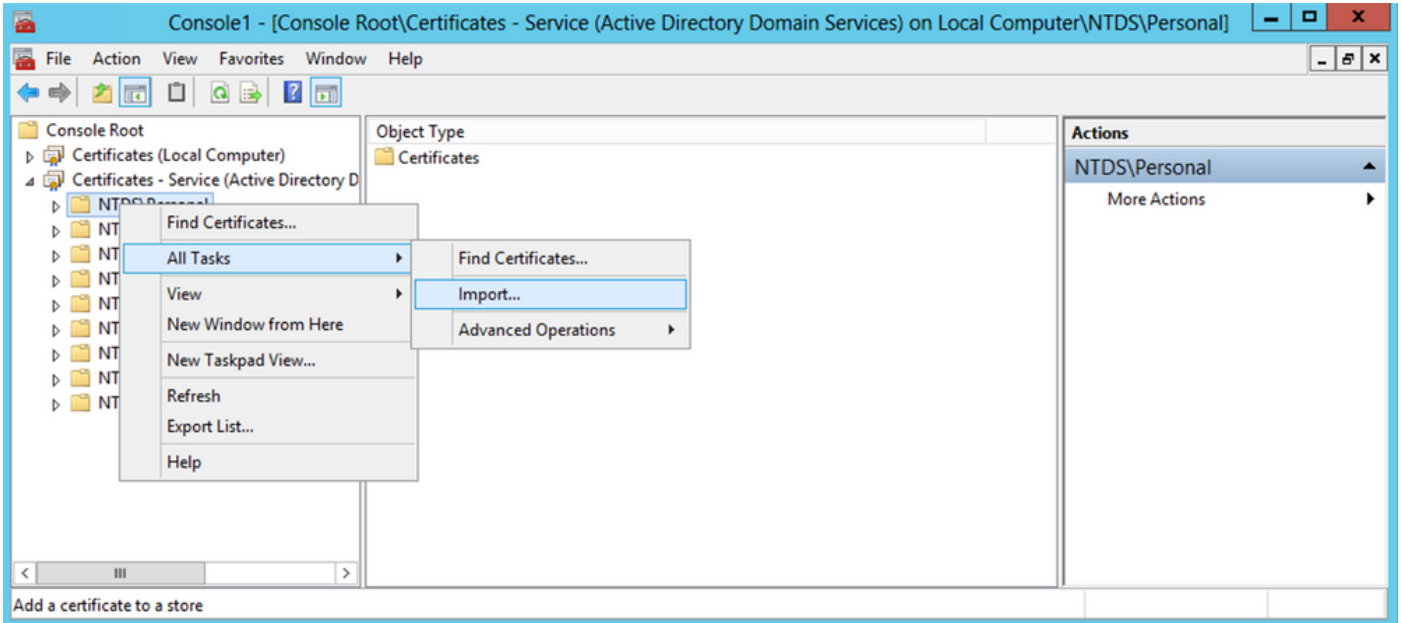 Console1 - [Console Root\Certificates - Service (Active Directory Domain Services) on Local Computer\NTDS\Personal]
File Action View Favorites Window Help
Console Root
Certificates (Local Computer)
Certificates - Service (Active Directory D
NTDS\Personal
NT
NT
NT
NT
NT
NT
NT
NT
Find Certificates...
All Tasks
View
New Window from Here
New Taskpad View...
Refresh
Export List...
Help
Find Certificates...
Import...
Advanced Operations
Object Type
Certificates
Actions
NTDS\Personal
More Actions
Add a certificate to a store